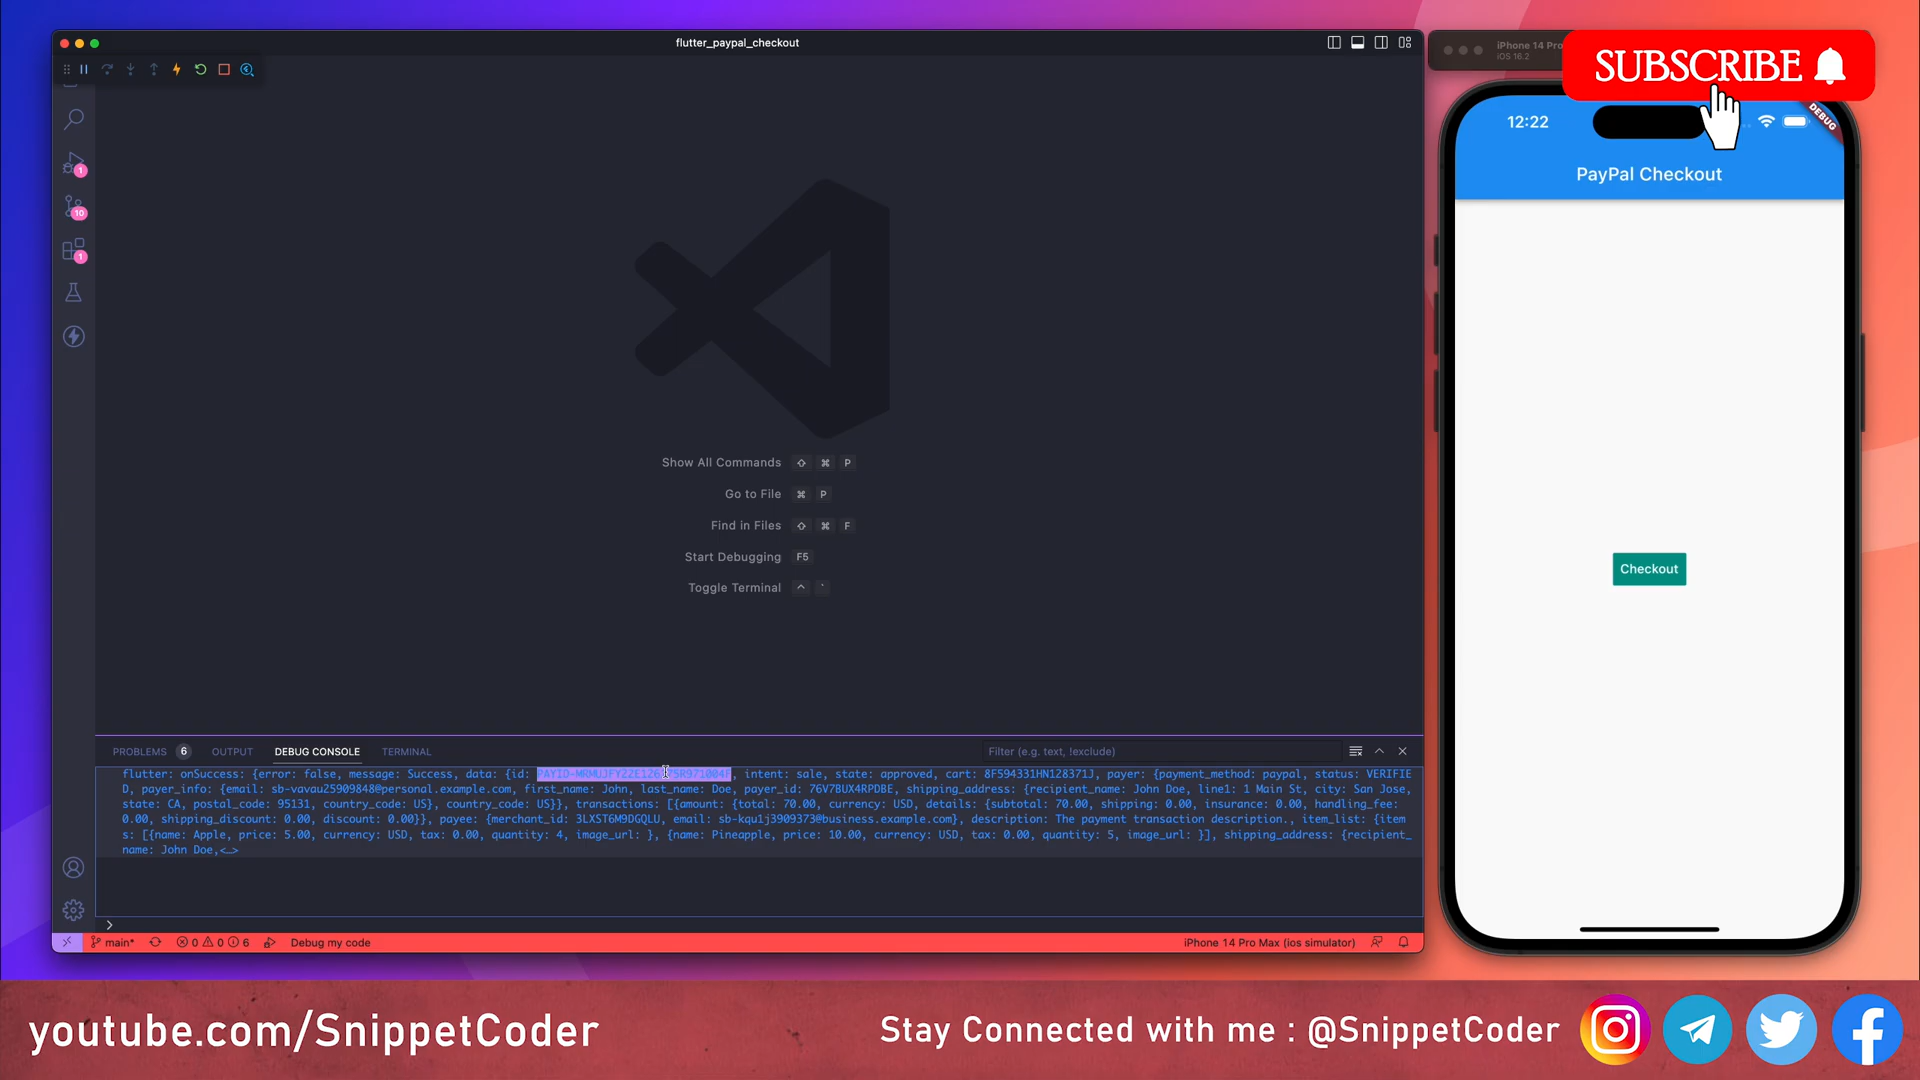 flutter_paypal_checkout
iPhone 14 Pro
iOS 16.2
SUBSCRIBE
12:22
DEBUG
PayPal Checkout
1
10
1
Show All Commands ⇧ ⌘ P
Go to File ⌘ P
Find in Files ⇧ ⌘ F
Start Debugging F5
Toggle Terminal ^ `
Checkout
PROBLEMS 6 OUTPUT DEBUG CONSOLE TERMINAL Filter (e.g. text, !exclude)
flutter: onSuccess: {error: false, message: Success, data: {id: , intent: sale, state: approved, cart: 8F594331HN128371J, payer: {payment_method: paypal, status: VERIFIE
D, payer_info: {email: sb-vavau25909848@personal.example.com, first_name: John, last_name: Doe, payer_id: 76V7BUX4RPDBE, shipping_address: {recipient_name: John Doe, line1: 1 Main St, city: San Jose,
state: CA, postal_code: 95131, country_code: US}, country_code: US}}, transactions: [{amount: {total: 70.00, currency: USD, details: {subtotal: 70.00, shipping: 0.00, insurance: 0.00, handling_fee:
0.00, shipping_discount: 0.00, discount: 0.00}}, payee: {merchant_id: 3LXST6M9DGQLU, email: sb-kqu1j3909373@business.example.com}, description: The payment transaction description., item_list: {item
s: [{name: Apple, price: 5.00, currency: USD, tax: 0.00, quantity: 4, image_url: }, {name: Pineapple, price: 10.00, currency: USD, tax: 0.00, quantity: 5, image_url: }], shipping_address: {recipient_
name: John Doe,<…>
main* 0 0 6 Debug my code iPhone 14 Pro Max (ios simulator)
youtube.com/SnippetCoder
Stay Connected with me : @SnippetCoder